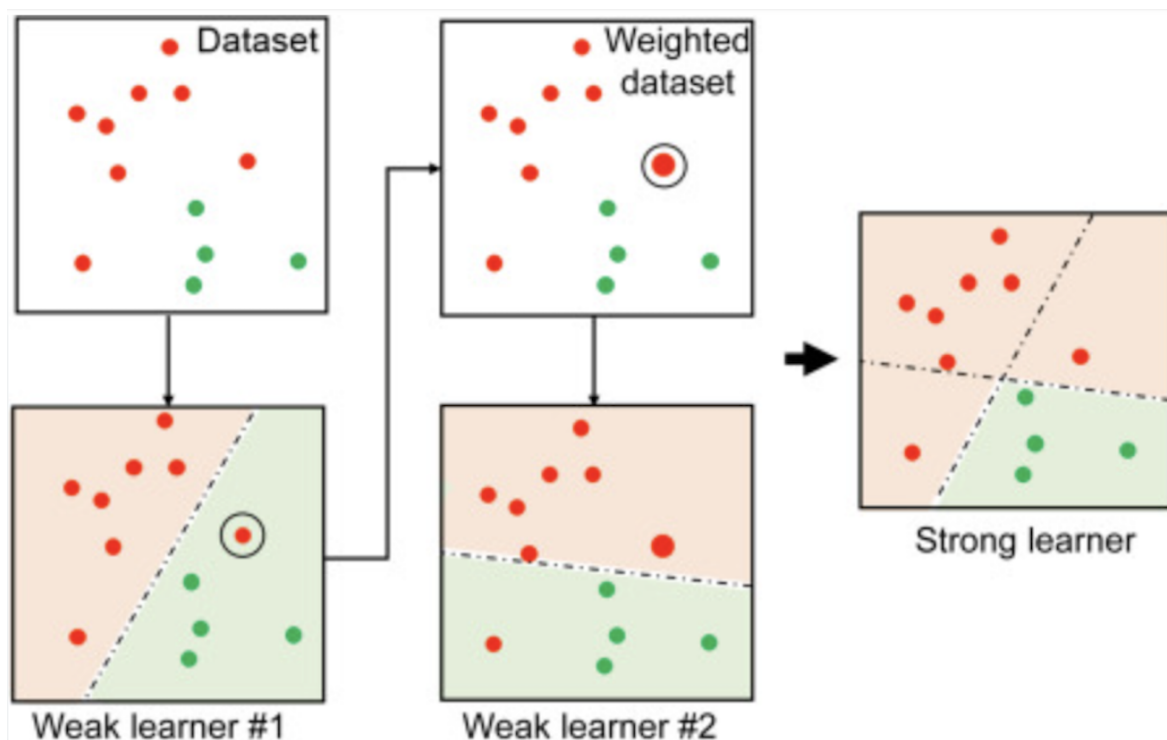 Dataset
Weighted
dataset
Weak learner #1
Weak learner #2
Strong learner